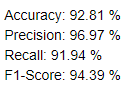 Accuracy: 92.81 %
Precision: 96.97 %
Recall: 91.94 %
F1-Score: 94.39 %